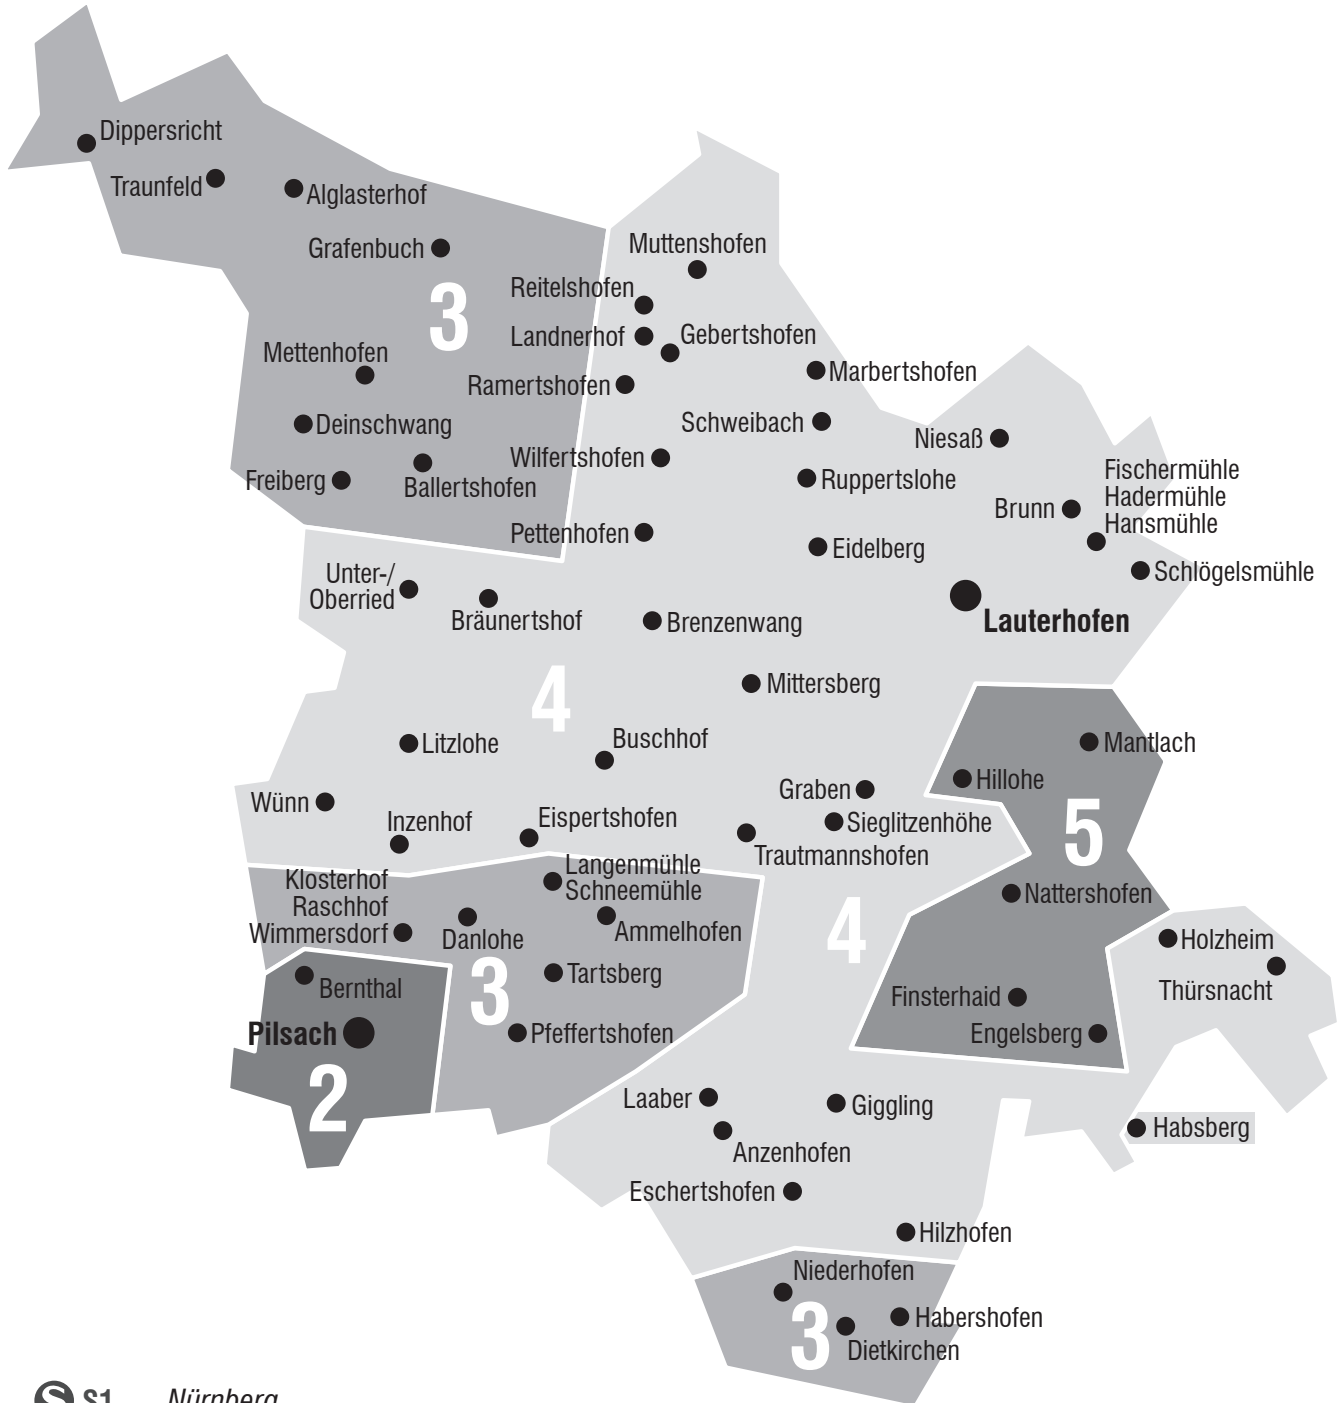 Dippersricht
Traunfeld
Alglasterhof
Grafenbuch
3
Muttenshofen
Reitelshofen
Landnerhof
Gebertshofen
Mettenhofen
Ramertshofen
Marbertshofen
Deinschwang
Schweibach
Niesaß
Wilfertshofen
Freiberg
Ballertshofen
Ruppertslohe
Fischermühle
Hadermühle
Hansmühle
Brunn
Pettenhofen
Eidelberg
Schlögelsmühle
Unter-/
Oberried
Bräunertshof
Brenzenwang
Lauterhofen
4
Mittersberg
Litzlohe
Buschhof
Mantlach
Hillohe
Wünn
Graben
Inzenhof
Eispertshofen
Sieglitzenhöhe
5
Trautmannshofen
Langenmühle
Schneemühle
Klosterhof
Raschhof
Wimmersdorf
Danlohe
Ammelhofen
4
Nattershofen
Holzheim
Thürsnacht
3
Tartsberg
Bernthal
Finsterhaid
Pilsach
Pfeffertshofen
Engelsberg
2
Laaber
Giggling
Habsberg
Anzenhofen
Eschertshofen
Hilzhofen
Niederhofen
3
Habershofen
Dietkirchen
S S1 Nürnberg